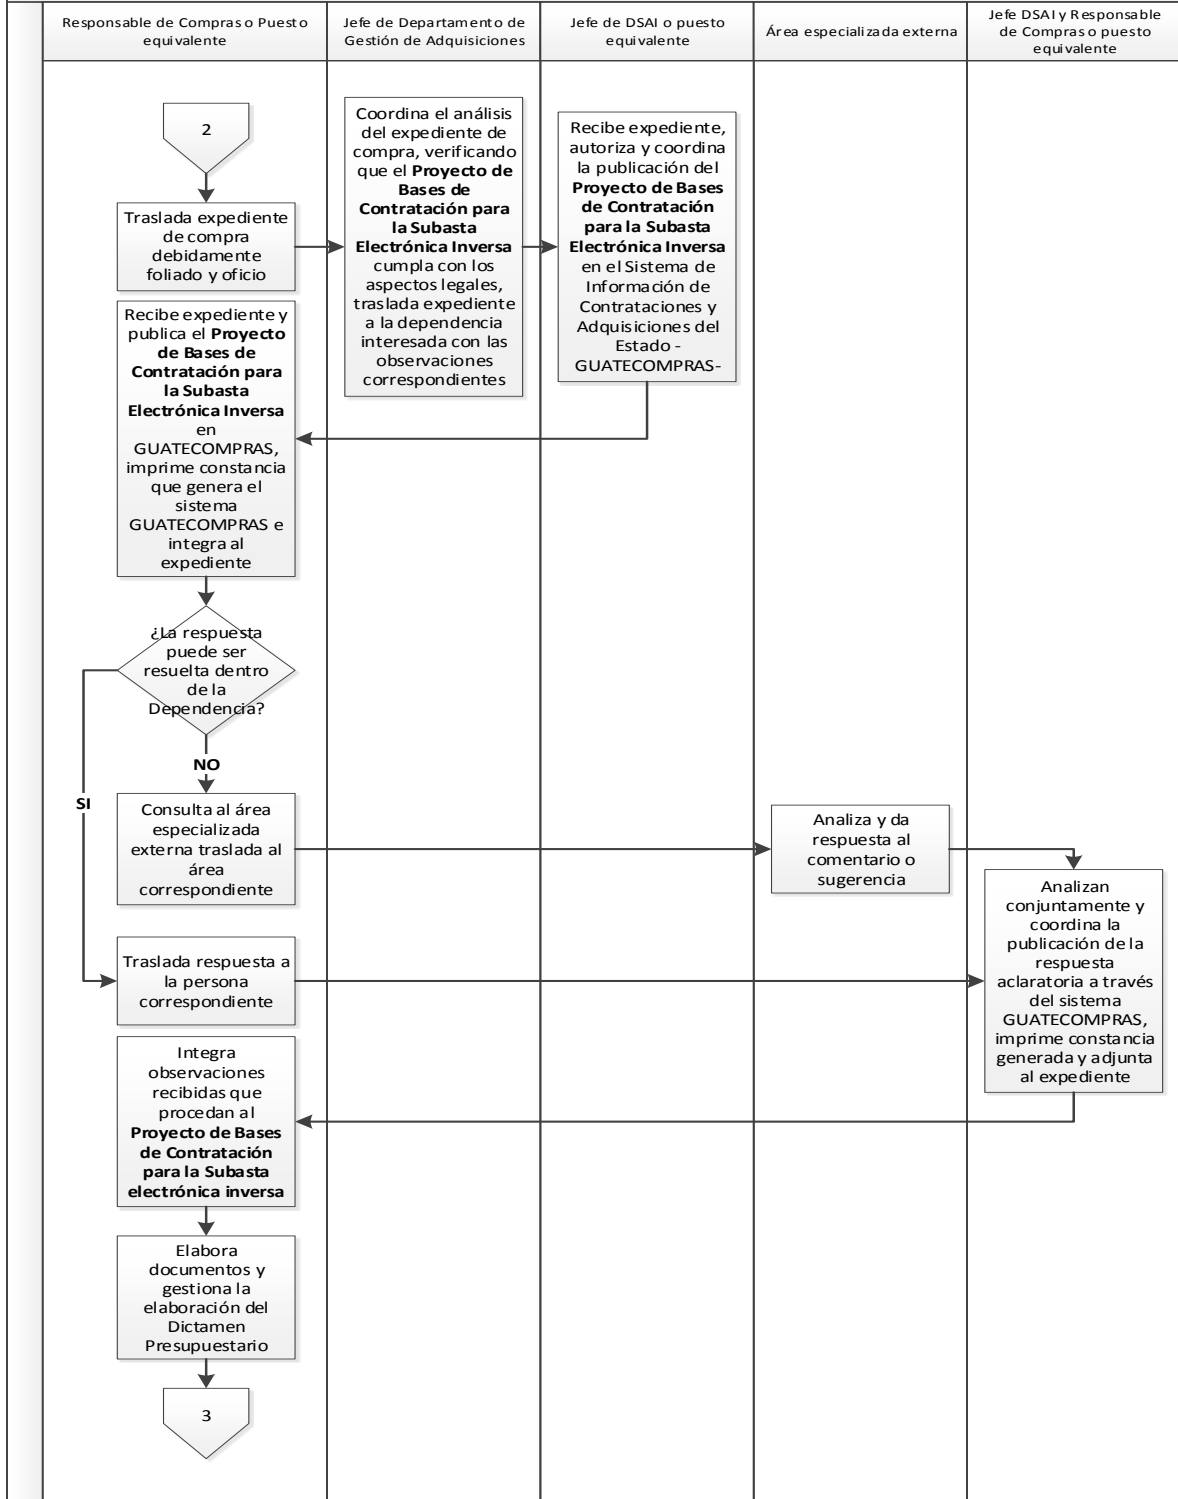 Responsable de Compras o Puesto
equivalente
Jefe de Departamento de
Gestión de Adquisiciones
Jefe de DSAI o puesto
equivalente
Área especializada externa
Jefe DSAI y Responsable
de Compras o puesto
equivalente
2
Traslada expediente
de compra
debidamente
foliado y oficio
Coordina el análisis
del expediente de
compra, verificando
que el Proyecto de
Bases de
Contratación para
la Subasta
Electrónica Inversa
cumpla con los
aspectos legales,
traslada expediente
a la dependencia
interesada con las
observaciones
correspondientes
Recibe expediente,
autoriza y coordina
la publicación del
Proyecto de Bases
de Contratación
para la Subasta
Electrónica Inversa
en el Sistema de
Información de
Contrataciones y
Adquisiciones del
Estado -
GUATECOMPRAS-
Recibe expediente y
publica el Proyecto
de Bases de
Contratación para
la Subasta
Electrónica Inversa
en
GUATECOMPRAS,
imprime constancia
que genera el
sistema
GUATECOMPRAS e
integra al
expediente
¿La respuesta
puede ser
resuelta dentro
de la
Dependencia?
NO
SI
Consulta al área
especializada
externa traslada al
área
correspondiente
Analiza y da
respuesta al
comentario o
sugerencia
Analizan
conjuntamente y
coordina la
publicación de la
respuesta
aclaratoria a través
del sistema
GUATECOMPRAS,
imprime constancia
generada y adjunta
al expediente
Traslada respuesta a
la persona
correspondiente
Integra
observaciones
recibidas que
procedan al
Proyecto de Bases
de Contratación
para la Subasta
electrónica inversa
Elabora
documentos y
gestiona la
elaboración del
Dictamen
Presupuestario
3